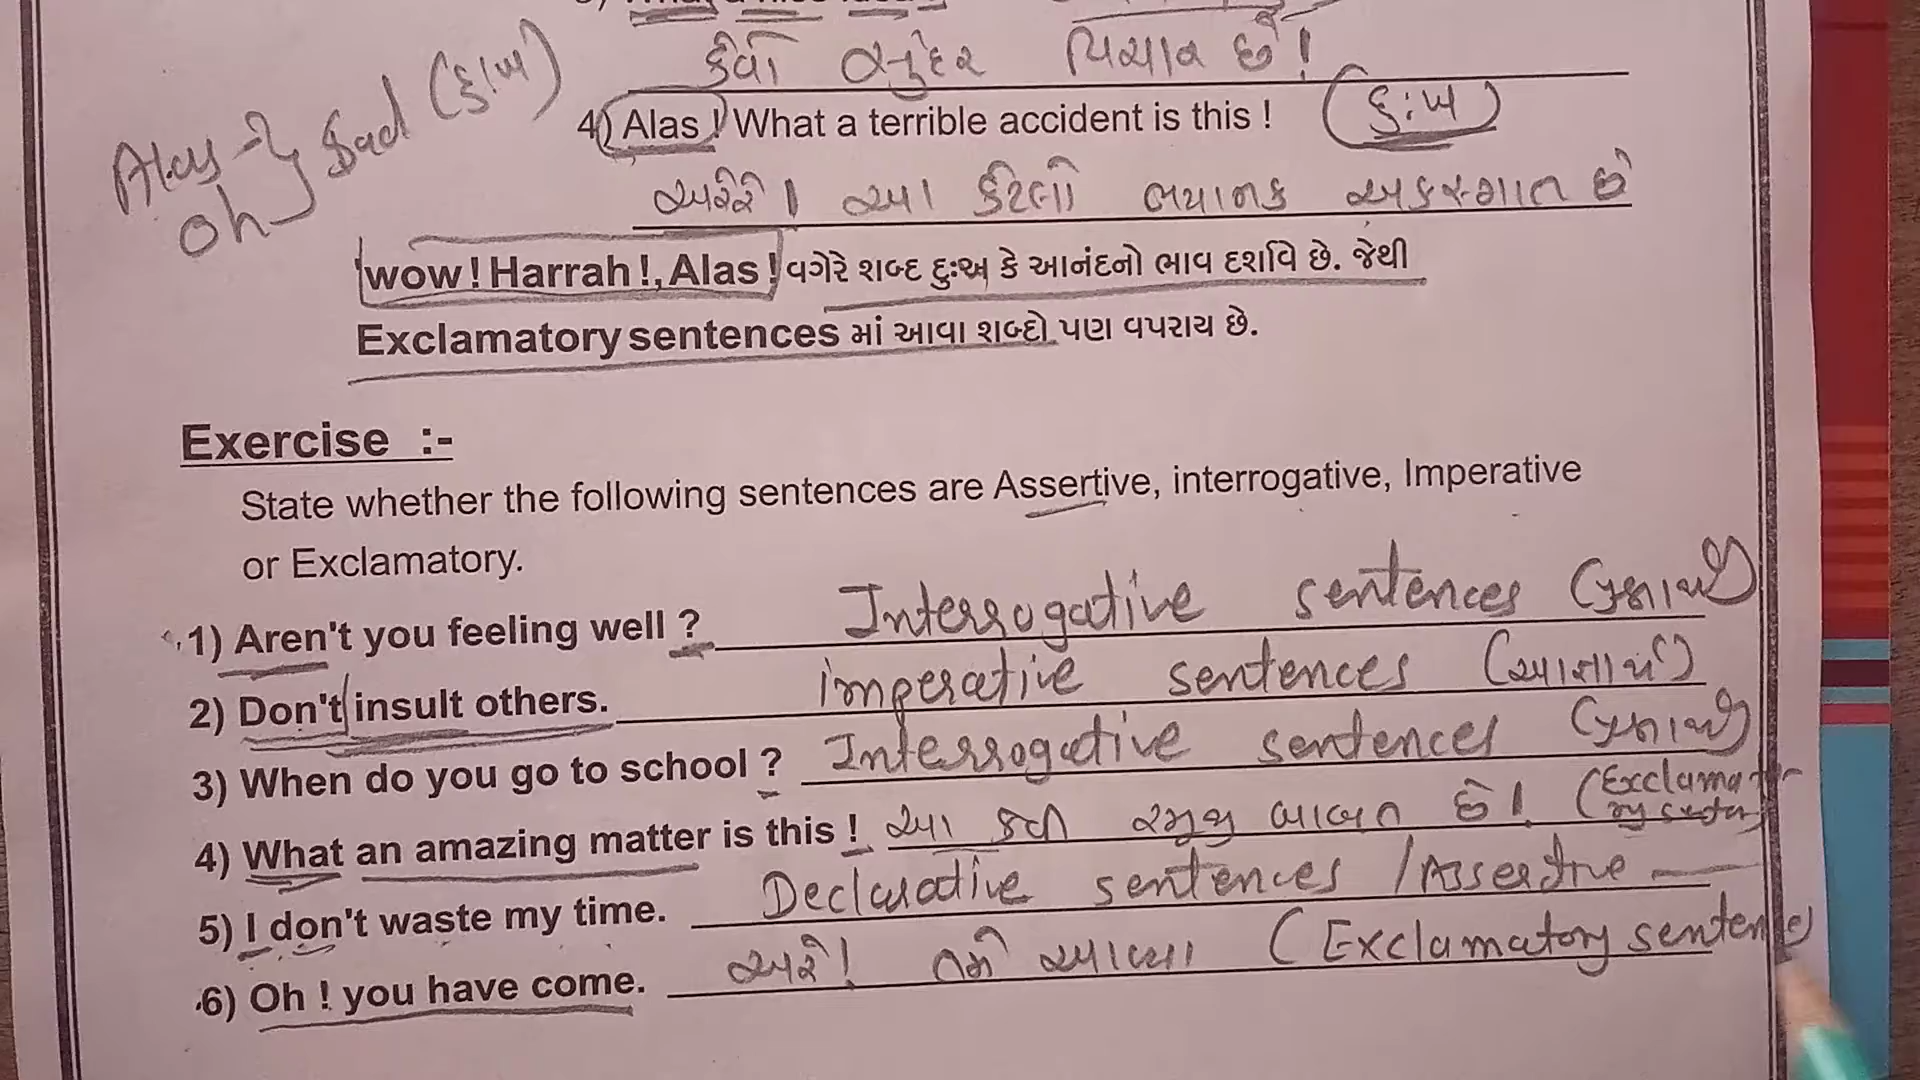 કેવો સુંદર વિચાર છે !
Alas Sad (દુઃખ)
oh
4) Alas ! What a terrible accident is this ! (દુ:ખ)
અરેરે ! આ કેટલો ભયાનક અકસ્માત છે
wow ! Harrah !, Alas ! વગેરે શબ્દ દુઃખ કે આનંદનો ભાવ દર્શાવે છે. જેથી
Exclamatory sentences માં આવા શબ્દો પણ વપરાય છે.
Exercise :-
State whether the following sentences are Assertive, interrogative, Imperative
or Exclamatory.
1) Aren't you feeling well ? Interrogative sentences (પ્રશ્નાર્થ)
2) Don't insult others. imperative sentences (આજ્ઞાર્થ)
3) When do you go to school ? Interrogative sentences (પ્રશ્નાર્થ)
4) What an amazing matter is this ! આ કેવી બાબત છે ! (Exclamatory
5) I don't waste my time. Declarative sentences / Assertive
6) Oh ! you have come. અરે ! તમે આવ્યા (Exclamatory sentence)